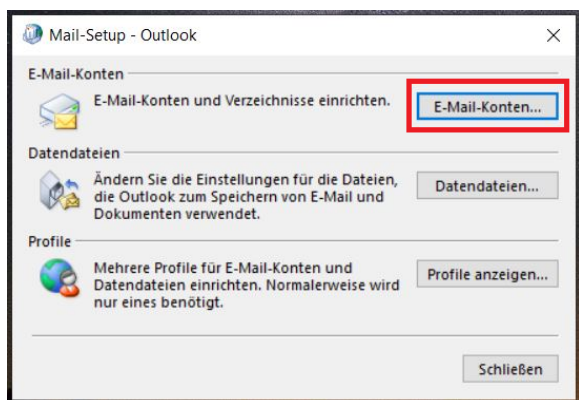 Mail-Setup - Outlook
E-Mail-Konten
E-Mail-Konten und Verzeichnisse einrichten.
E-Mail-Konten...
Datendateien
Ändern Sie die Einstellungen für die Dateien,
die Outlook zum Speichern von E-Mail und
Dokumenten verwendet.
Datendateien...
Profile
Mehrere Profile für E-Mail-Konten und
Datendateien einrichten. Normalerweise wird
nur eines benötigt.
Profile anzeigen...
Schließen